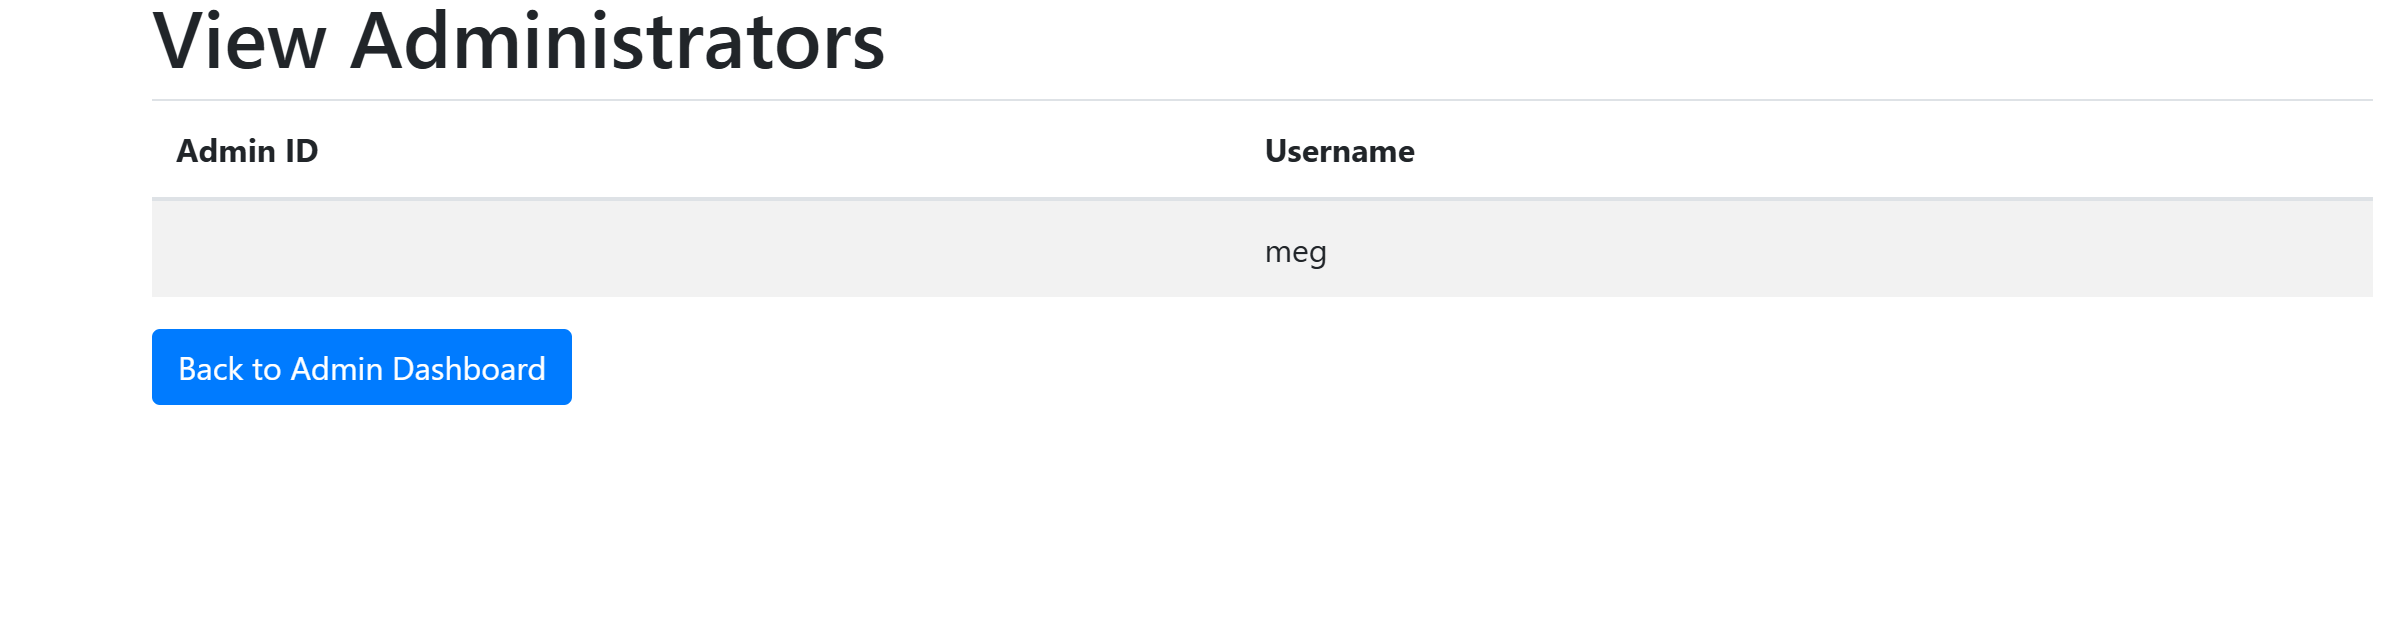 View Administrators
Admin ID Username
meg
Back to Admin Dashboard